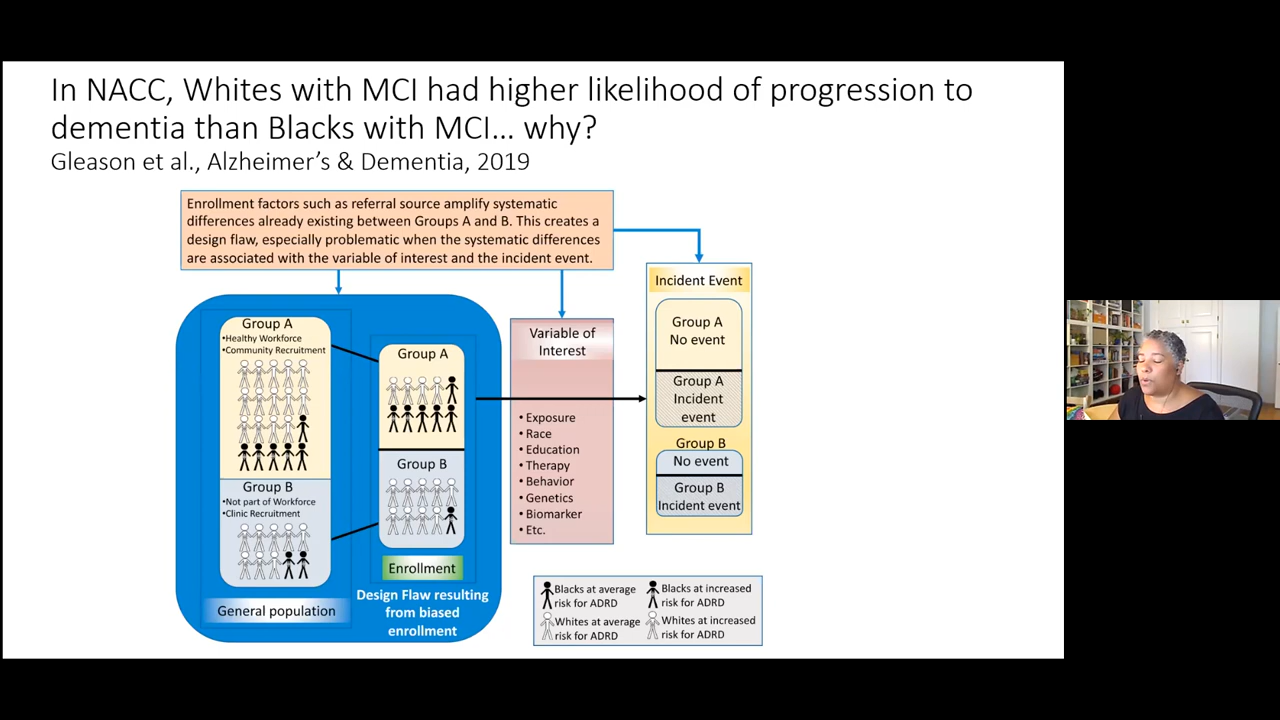 In NACC, Whites with MCI had higher likelihood of progression to
dementia than Blacks with MCI... why?
Gleason et al., Alzheimer's & Dementia, 2019
Enrollment factors such as referral source amplify systematic
differences already existing between Groups A and B. This creates a
design flaw, especially problematic when the systematic differences
are associated with the variable of interest and the incident event.
Group A
•Healthy Workforce
•Community Recruitment
Group B
•Not part of Workforce
•Clinic Recruitment
General population
Group A
Group B
Enrollment
Design Flaw resulting
from biased
enrollment
Variable of
Interest
• Exposure
• Race
• Education
• Therapy
• Behavior
• Genetics
• Biomarker
• Etc.
Incident Event
Group A
No event
Group A
Incident
event
Group B
No event
Group B
Incident event
Blacks at average
risk for ADRD
Blacks at increased
risk for ADRD
Whites at average
risk for ADRD
Whites at increased
risk for ADRD